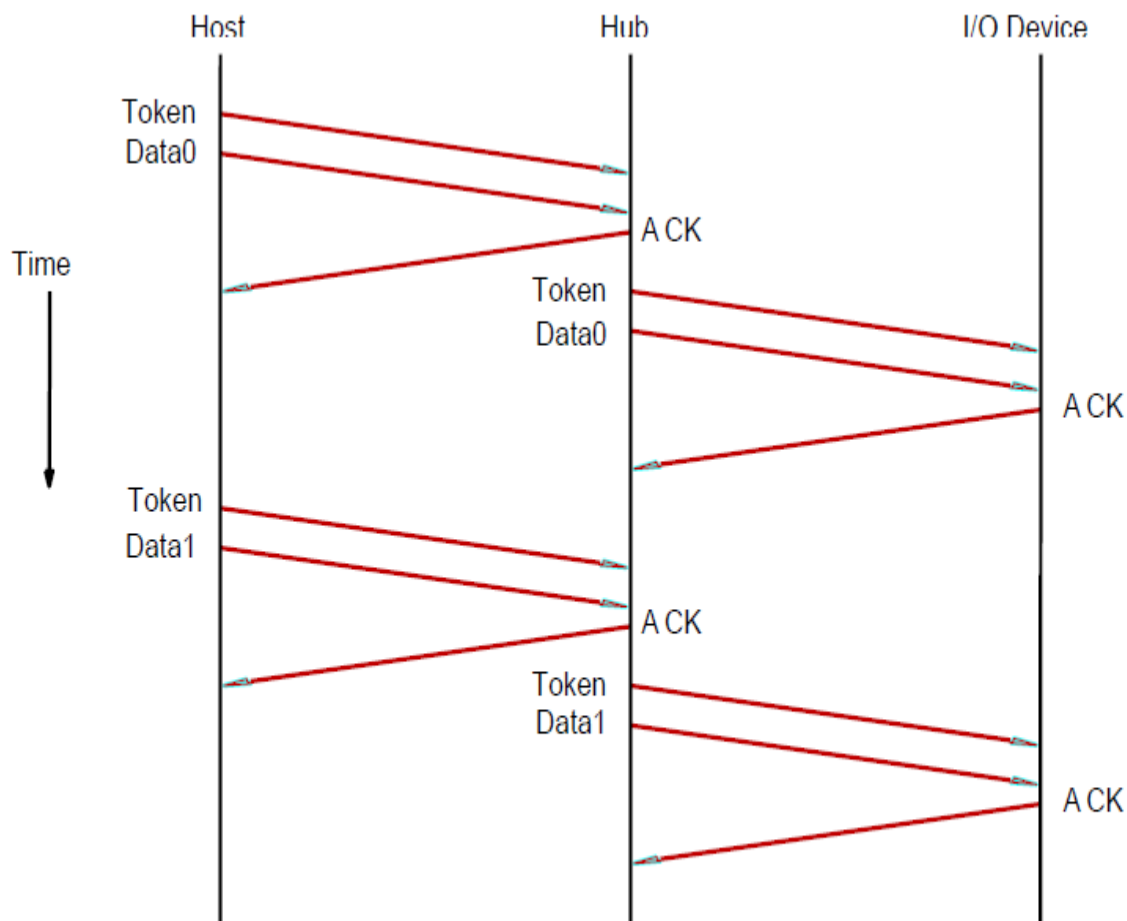 Host Hub I/O Device
Token
Data0
A CK
Time
Token
Data0
A CK
Token
Data1
A CK
Token
Data1
A CK